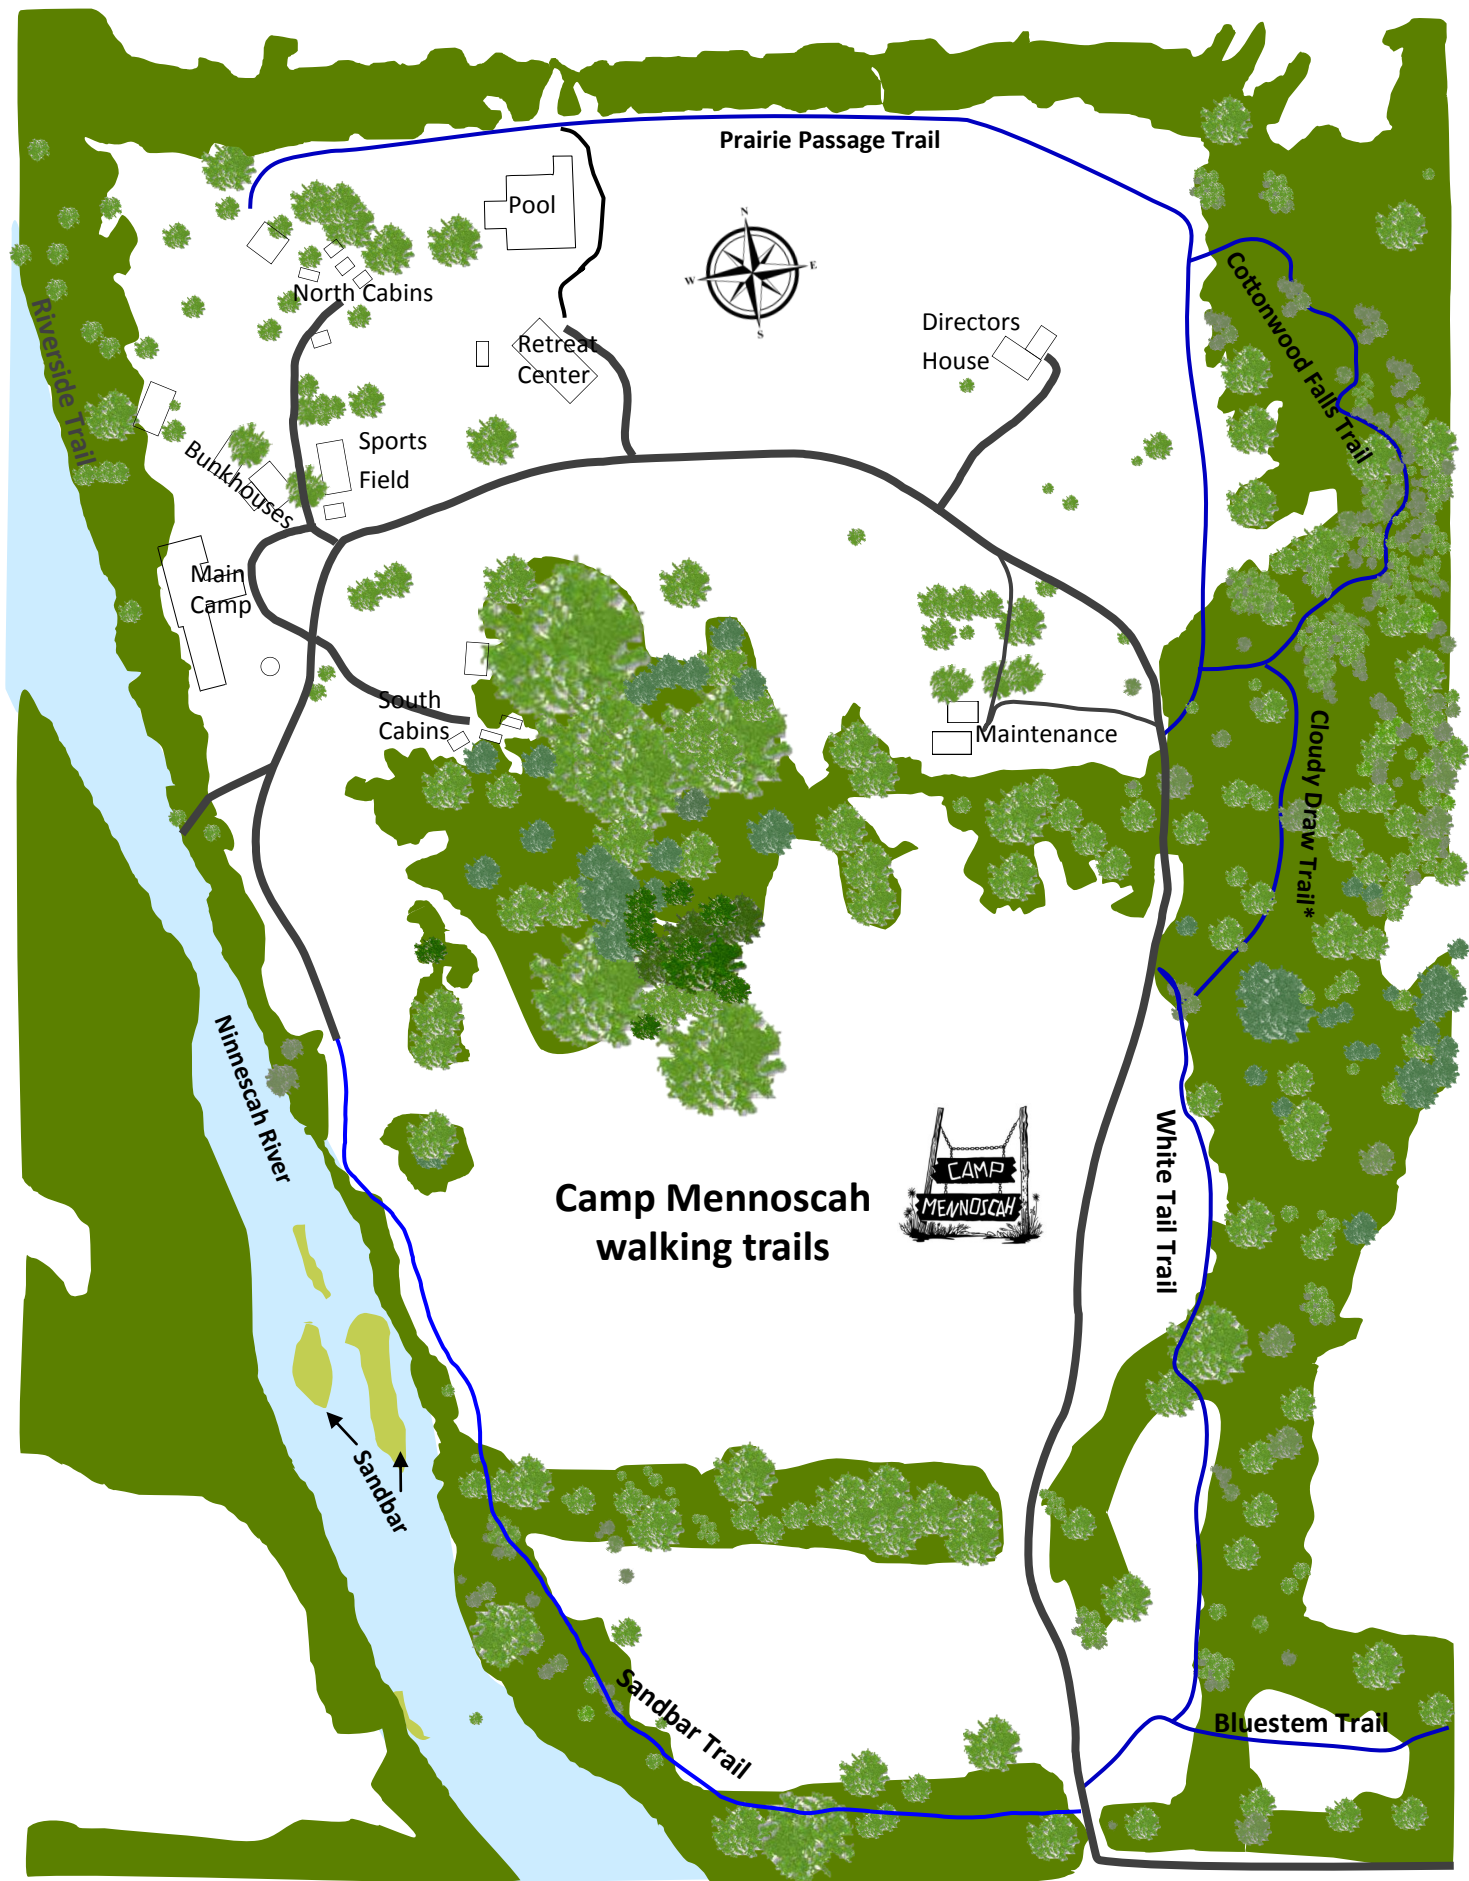 Prairie Passage Trail
Pool
N
W
E
S
North Cabins
Cottonwood Falls Trail
Riverside Trail
Retreat
Center
Directors
House
Sports
Field
Bunkhouses
Main
Camp
South
Cabins
Maintenance
Cloudy Draw Trail*
Ninnescah River
White Tail Trail
CAMP
MENNOSCAH
Camp Mennoscah
walking trails
Sandbar
Sandbar Trail
Bluestem Trail